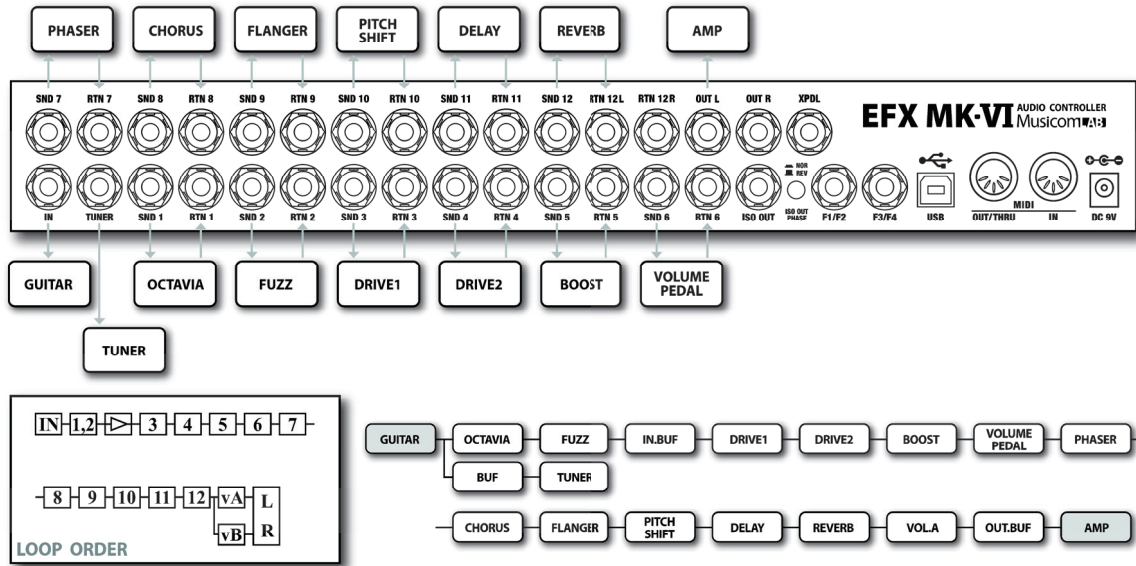 PHASER
CHORUS
FLANGER
PITCH
SHIFT
DELAY
REVERB
AMP
SND 7
RTN 7
SND 8
RTN 8
SND 9
RTN 9
SND 10
RTN 10
SND 11
RTN 11
SND 12
RTN 12L
RTN 12R
OUT L
OUT R
XPDL
EFX MK-VI AUDIO CONTROLLER
MusicomLAB
NOR
REV
IN
TUNER
SND 1
RTN 1
SND 2
RTN 2
SND 3
RTN 3
SND 4
RTN 4
SND 5
RTN 5
SND 6
RTN 6
ISO OUT
ISO OUT
PHASE
F1/F2
F3/F4
USB
MIDI
OUT/THRU
IN
DC 9V
GUITAR
OCTAVIA
FUZZ
DRIVE1
DRIVE2
BOOST
VOLUME
PEDAL
TUNER
IN 1,2 3 4 5 6 7
8 9 10 11 12 vA L
vB R
LOOP ORDER
GUITAR
OCTAVIA
FUZZ
IN.BUF
DRIVE1
DRIVE2
BOOST
VOLUME
PEDAL
PHASER
BUF
TUNER
CHORUS
FLANGER
PITCH
SHIFT
DELAY
REVERB
VOL.A
OUT.BUF
AMP